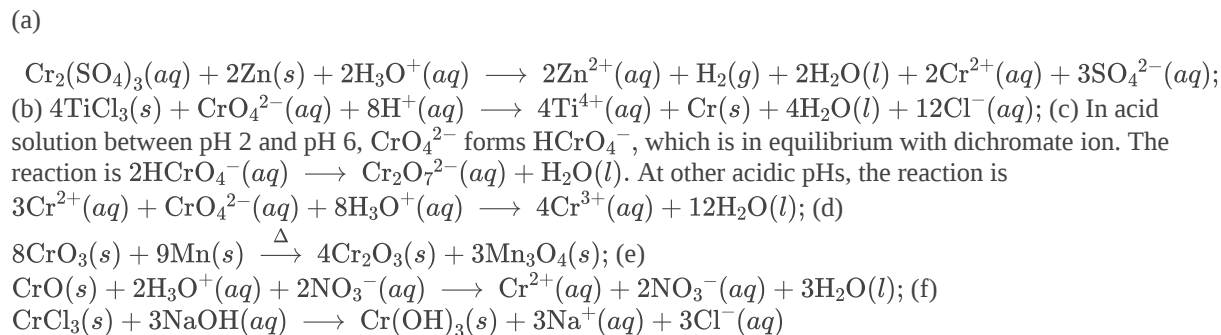 (a)
Cr₂(SO₄)₃(aq) + 2Zn(s) + 2H₃O⁺(aq) ⟶ 2Zn²⁺(aq) + H₂(g) + 2H₂O(l) + 2Cr²⁺(aq) + 3SO₄²⁻(aq);
(b) 4TiCl₃(s) + CrO₄²⁻(aq) + 8H⁺(aq) ⟶ 4Ti⁴⁺(aq) + Cr(s) + 4H₂O(l) + 12Cl⁻(aq); (c) In acid
solution between pH 2 and pH 6, CrO₄²⁻ forms HCrO₄⁻, which is in equilibrium with dichromate ion. The
reaction is 2HCrO₄⁻(aq) ⟶ Cr₂O₇²⁻(aq) + H₂O(l). At other acidic pHs, the reaction is
3Cr²⁺(aq) + CrO₄²⁻(aq) + 8H₃O⁺(aq) ⟶ 4Cr³⁺(aq) + 12H₂O(l); (d)
8CrO₃(s) + 9Mn(s) ⟶(Δ) 4Cr₂O₃(s) + 3Mn₃O₄(s); (e)
CrO(s) + 2H₃O⁺(aq) + 2NO₃⁻(aq) ⟶ Cr²⁺(aq) + 2NO₃⁻(aq) + 3H₂O(l); (f)
CrCl₃(s) + 3NaOH(aq) ⟶ Cr(OH)₃(s) + 3Na⁺(aq) + 3Cl⁻(aq)